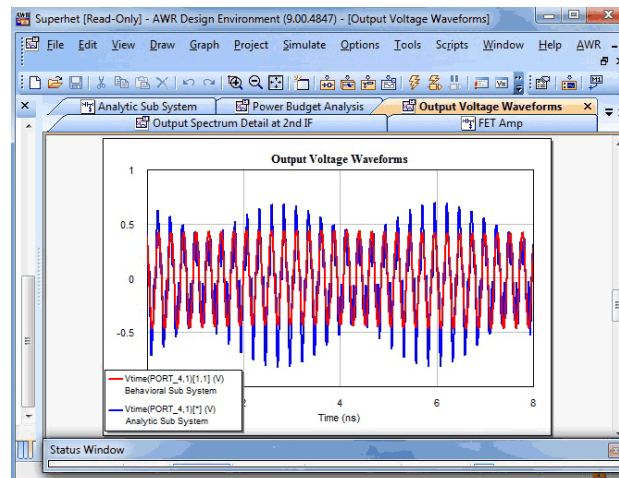 Superhet [Read-Only] - AWR Design Environment (9.00.4847) - [Output Voltage Waveforms]
File Edit View Draw Graph Project Simulate Options Tools Scripts Window Help AWR
Analytic Sub System Power Budget Analysis Output Voltage Waveforms
Output Spectrum Detail at 2nd IF FET Amp
Output Voltage Waveforms
1
0.5
0
-0.5
2 4 6 8
Time (ns)
Vtime(PORT_4,1)[1,1] (V)
Behavioral Sub System
Vtime(PORT_4,1)[*] (V)
Analytic Sub System
Status Window